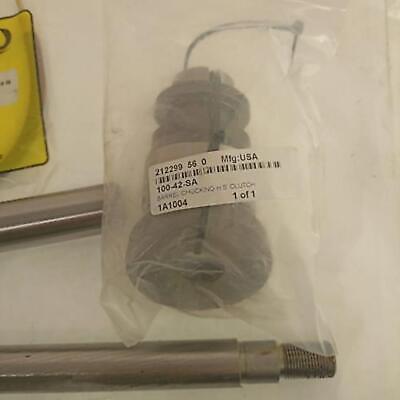 212299 56 0 Mfg:USA
100-42-SA
BARREL CHUCKING H S CLUTCH
1A1004 1 of 1